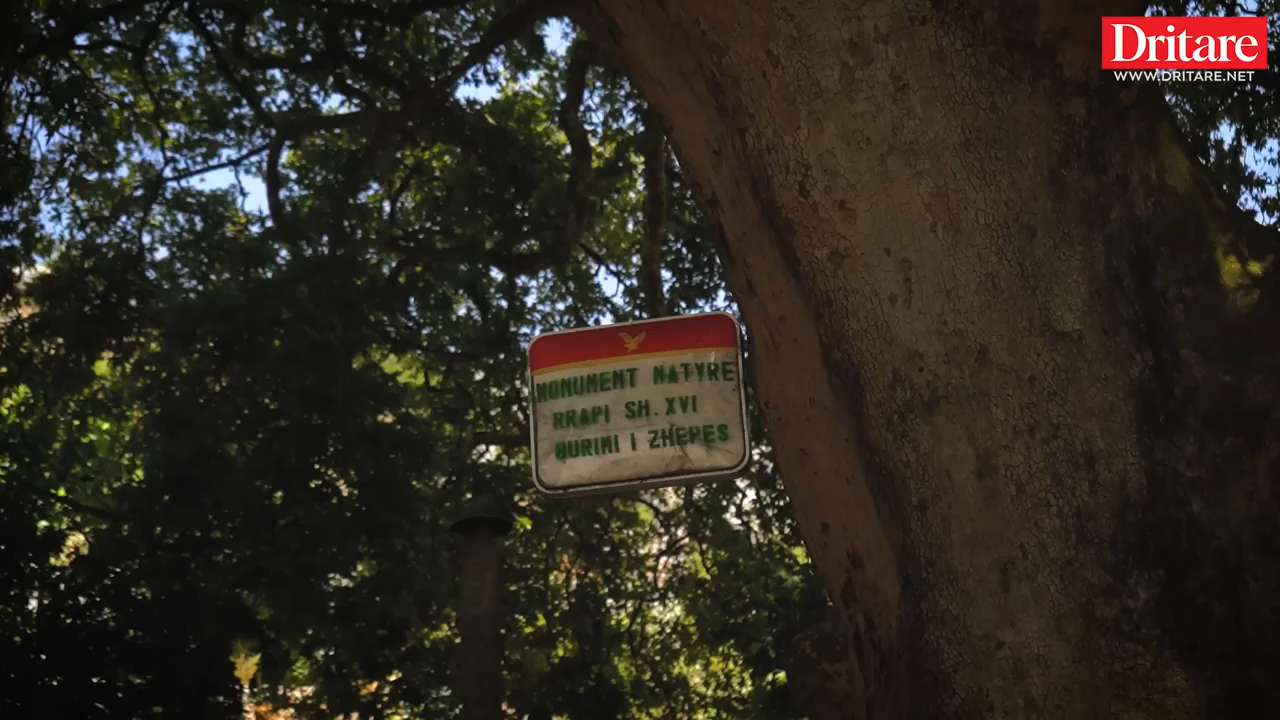 Dritare
WWW.DRITARE.NET
MONUMENT NATYRE
RRAPI SH.XVI
BURIMI I ZHEPES